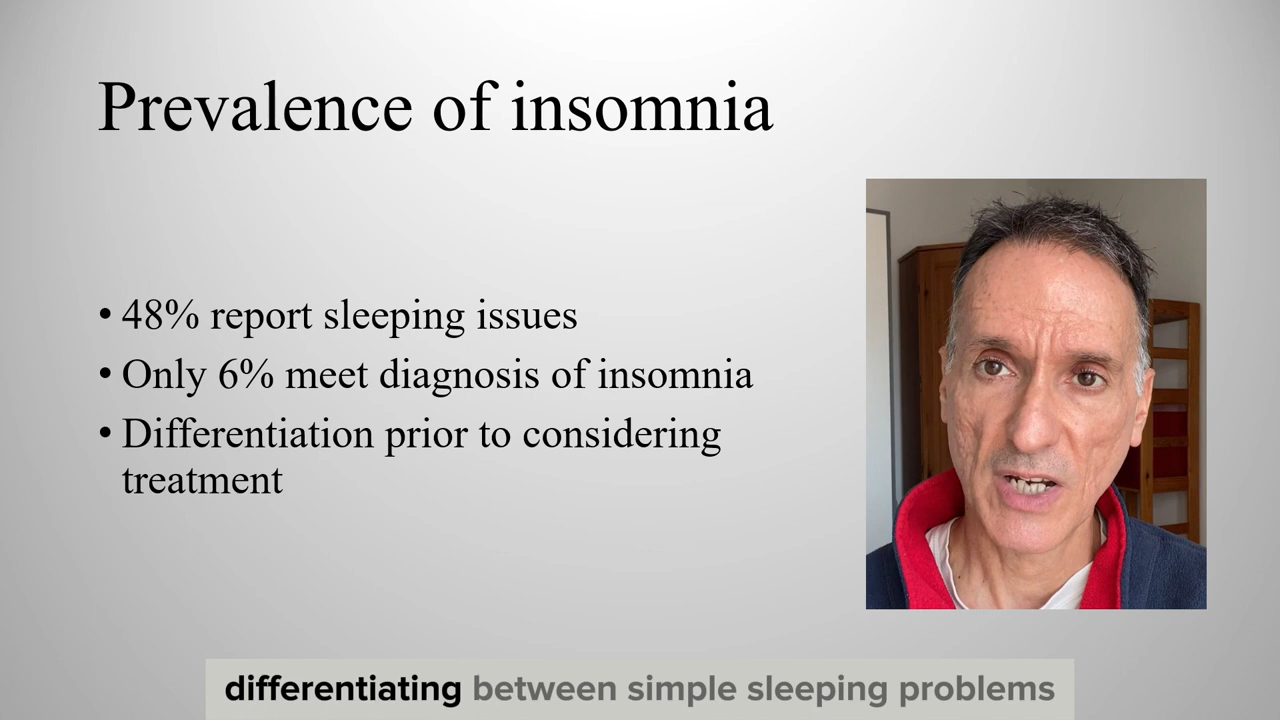 Prevalence of insomnia
• 48% report sleeping issues
• Only 6% meet diagnosis of insomnia
• Differentiation prior to considering
treatment
differentiating between simple sleeping problems